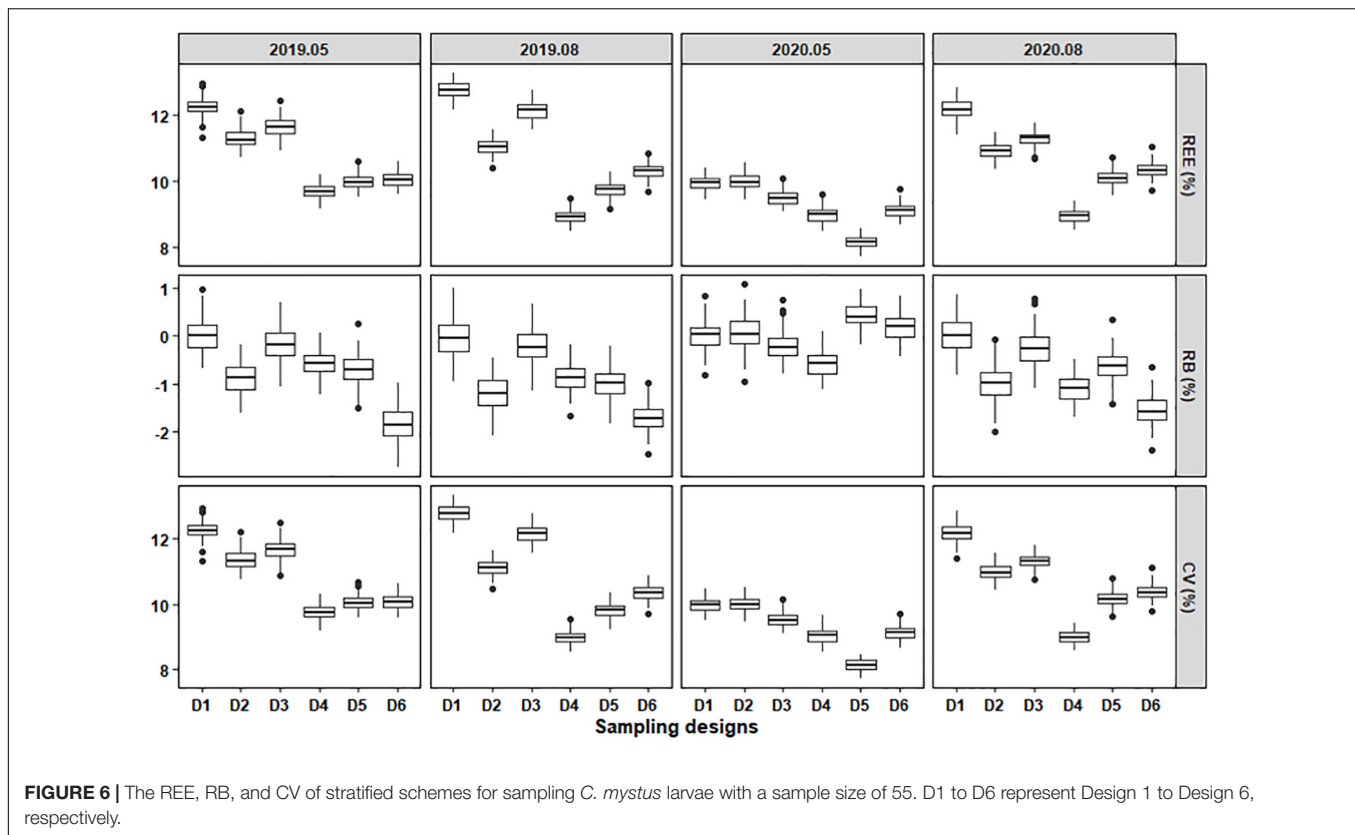 2019.05 2019.08 2020.05 2020.08
12
10
8
REE (%)
1
0
-1
-2
RB (%)
12
10
8
CV (%)
D1 D2 D3 D4 D5 D6 D1 D2 D3 D4 D5 D6 D1 D2 D3 D4 D5 D6 D1 D2 D3 D4 D5 D6
Sampling designs
FIGURE 6 | The REE, RB, and CV of stratified schemes for sampling C. mystus larvae with a sample size of 55. D1 to D6 represent Design 1 to Design 6,
respectively.